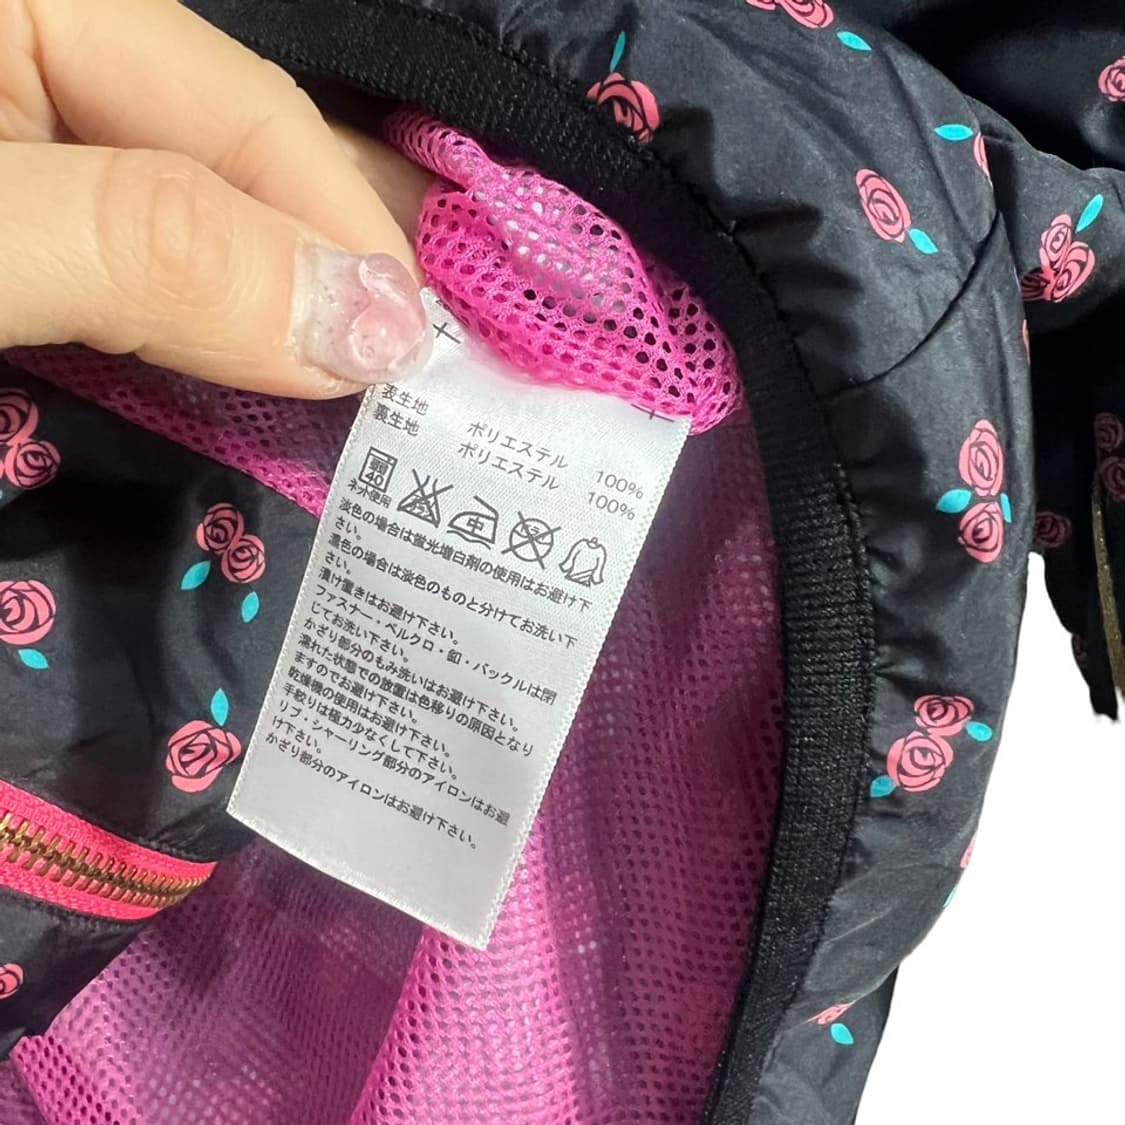 表生地 ポリエステル 100%
裏生地 ポリエステル 100%
弱
40
ネット使用
中
エンソ
淡色の場合は蛍光増白剤の使用はお避け下
さい。
濃色の場合は淡色のものと分けてお洗い下
さい。
漬け置きはお避け下さい。
ファスナー・ベルクロ・釦・バックルは閉
じてお洗い下さい。
かざり部分のもみ洗いはお避け下さい。
濡れた状態での放置は色移りの原因となり
ますのでお避け下さい。
乾燥機の使用はお避け下さい。
手絞りは極力少なくして下さい。
リブ・シャーリング部分のアイロンはお避
け下さい。
かざり部分のアイロンはお避け下さい。